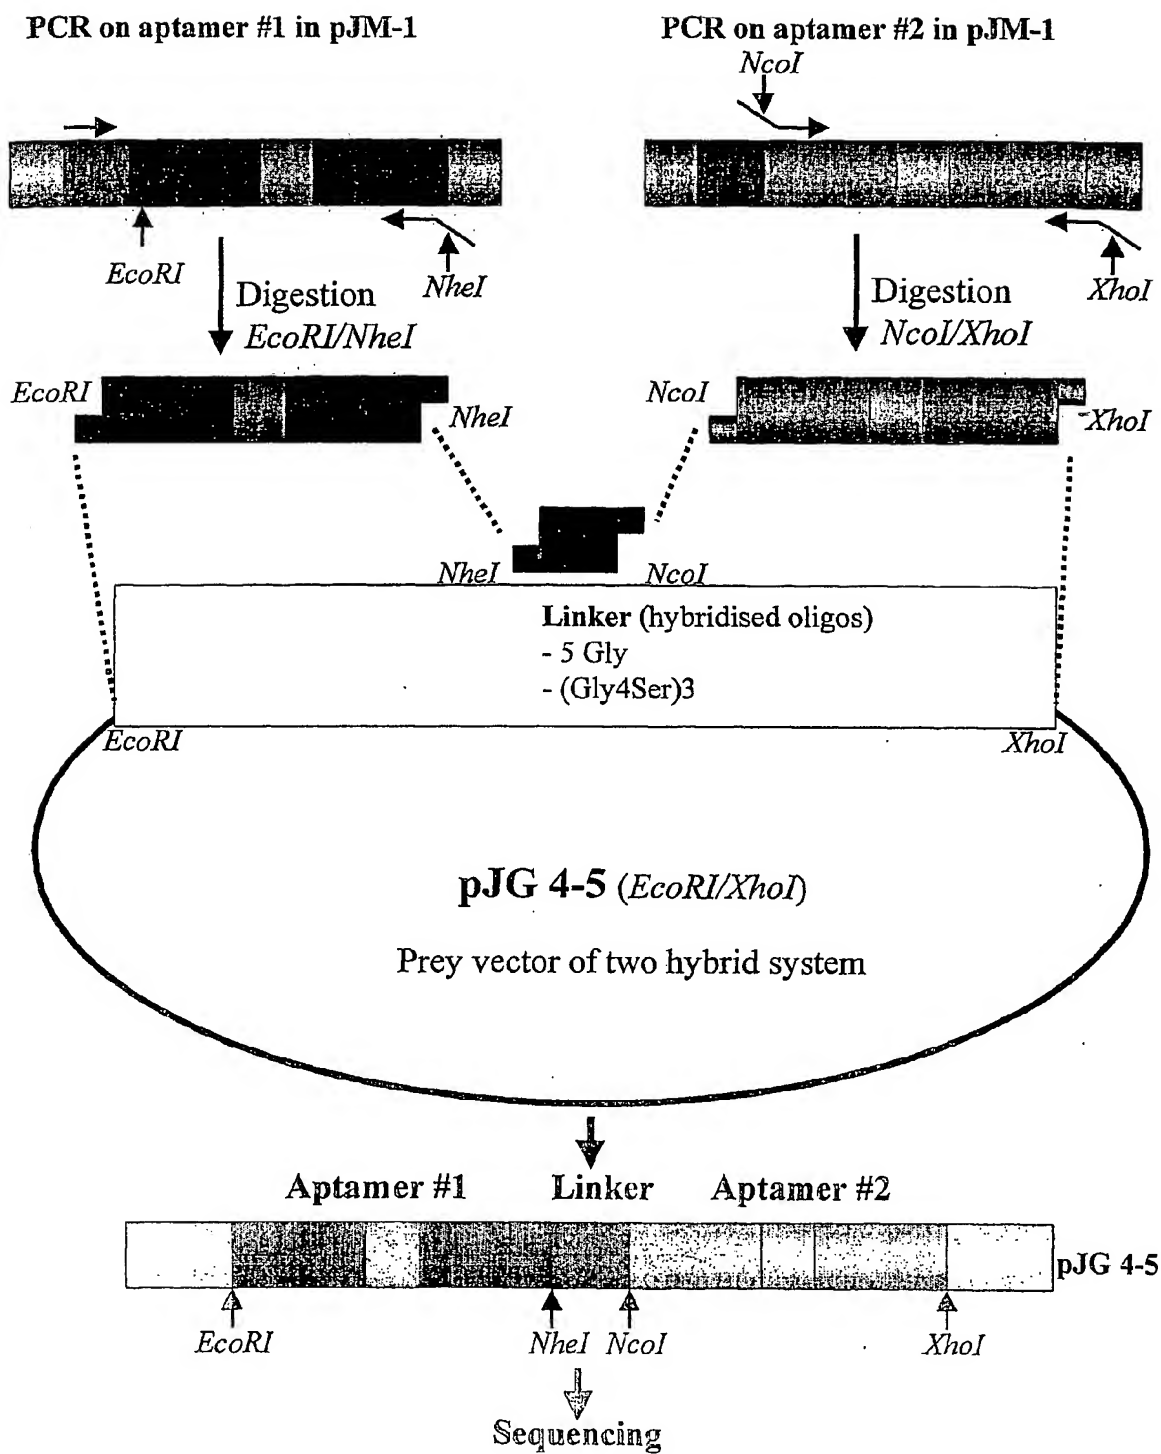 PCR on aptamer #1 in pJM-1
PCR on aptamer #2 in pJM-1
NcoI
EcoRI
NheI
XhoI
Digestion
EcoRI/NheI
Digestion
NcoI/XhoI
EcoRI
NheI
NcoI
XhoI
NheI
NcoI
Linker (hybridised oligos)
- 5 Gly
- (Gly4Ser)3
EcoRI
XhoI
pJG 4-5 (EcoRI/XhoI)
Prey vector of two hybrid system
Aptamer #1
Linker
Aptamer #2
pJG 4-5
EcoRI
NheI
NcoI
XhoI
Sequencing